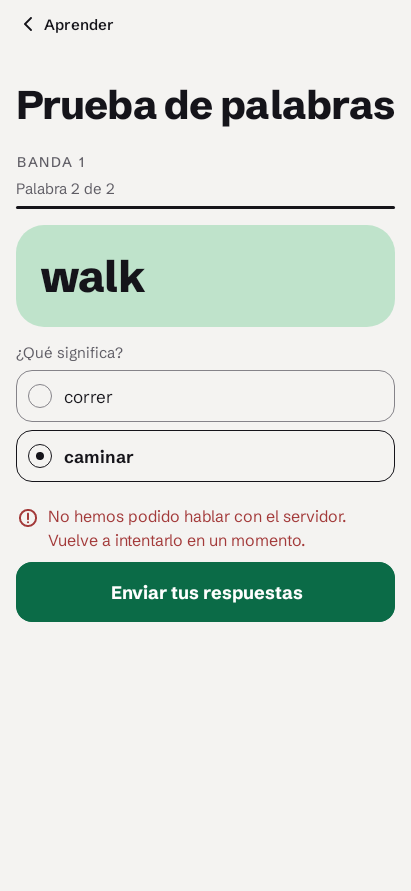 Aprender
Prueba de palabras
BANDA 1
Palabra 2 de 2
walk
¿Qué significa?
correr
caminar
No hemos podido hablar con el servidor.
Vuelve a intentarlo en un momento.
Enviar tus respuestas